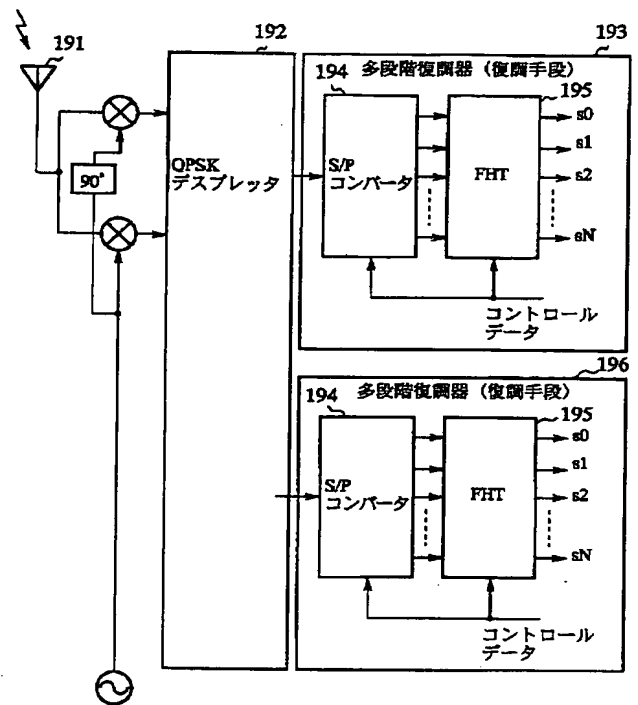 191
192
193
90°
QPSK
デスプレッタ
多段階復調器 (復調手段)
194
195
S/P
コンバータ
FHT
s0
s1
s2
sN
コントロール
データ
196
多段階復調器 (復調手段)
194
195
S/P
コンバータ
FHT
s0
s1
s2
sN
コントロール
データ